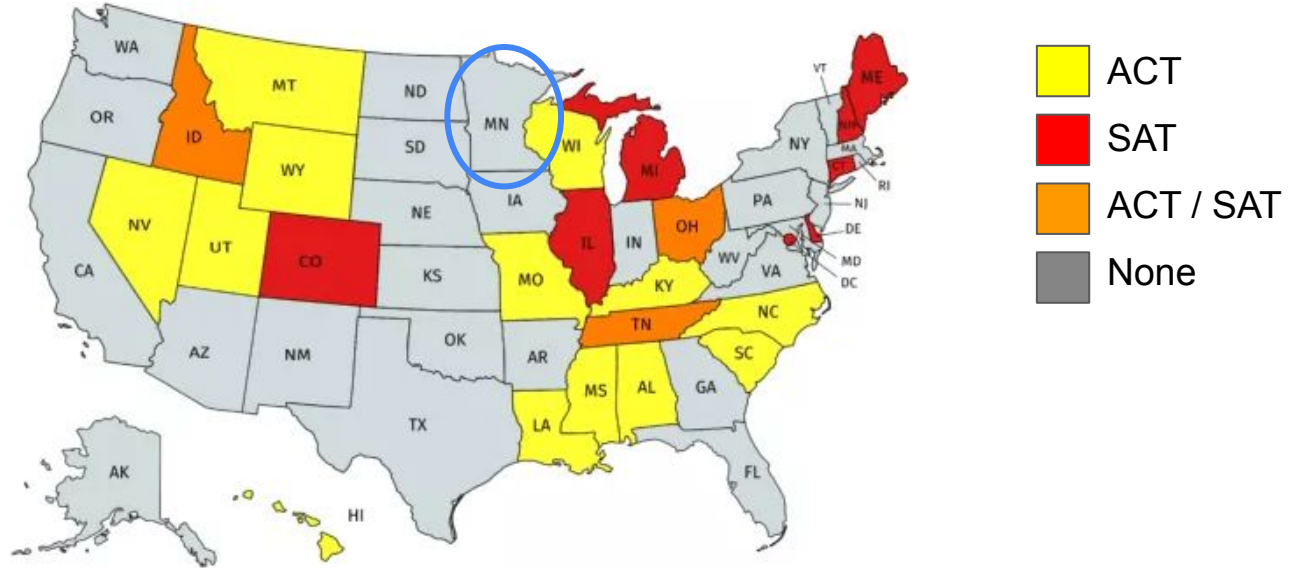 WA
MT
ND
MN
OR
ID
SD
WI
WY
MI
NY
VT
ME
NH
MA
CT
RI
NV
UT
CO
NE
IA
IL
IN
OH
PA
NJ
DE
MD
DC
CA
KS
MO
KY
WV
VA
AZ
NM
OK
AR
TN
NC
SC
TX
LA
MS
AL
GA
FL
AK
HI
ACT
SAT
ACT / SAT
None